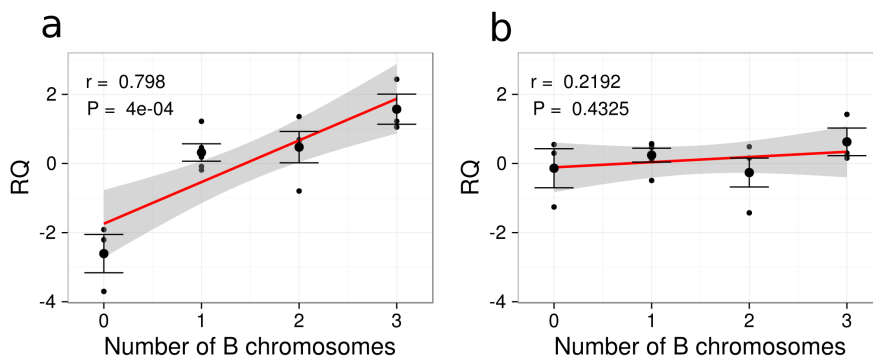 a
r = 0.798
P = 4e-04
2
0
-2
-4
RQ
0 1 2 3
Number of B chromosomes
b
r = 0.2192
P = 0.4325
2
0
-2
-4
RQ
0 1 2 3
Number of B chromosomes